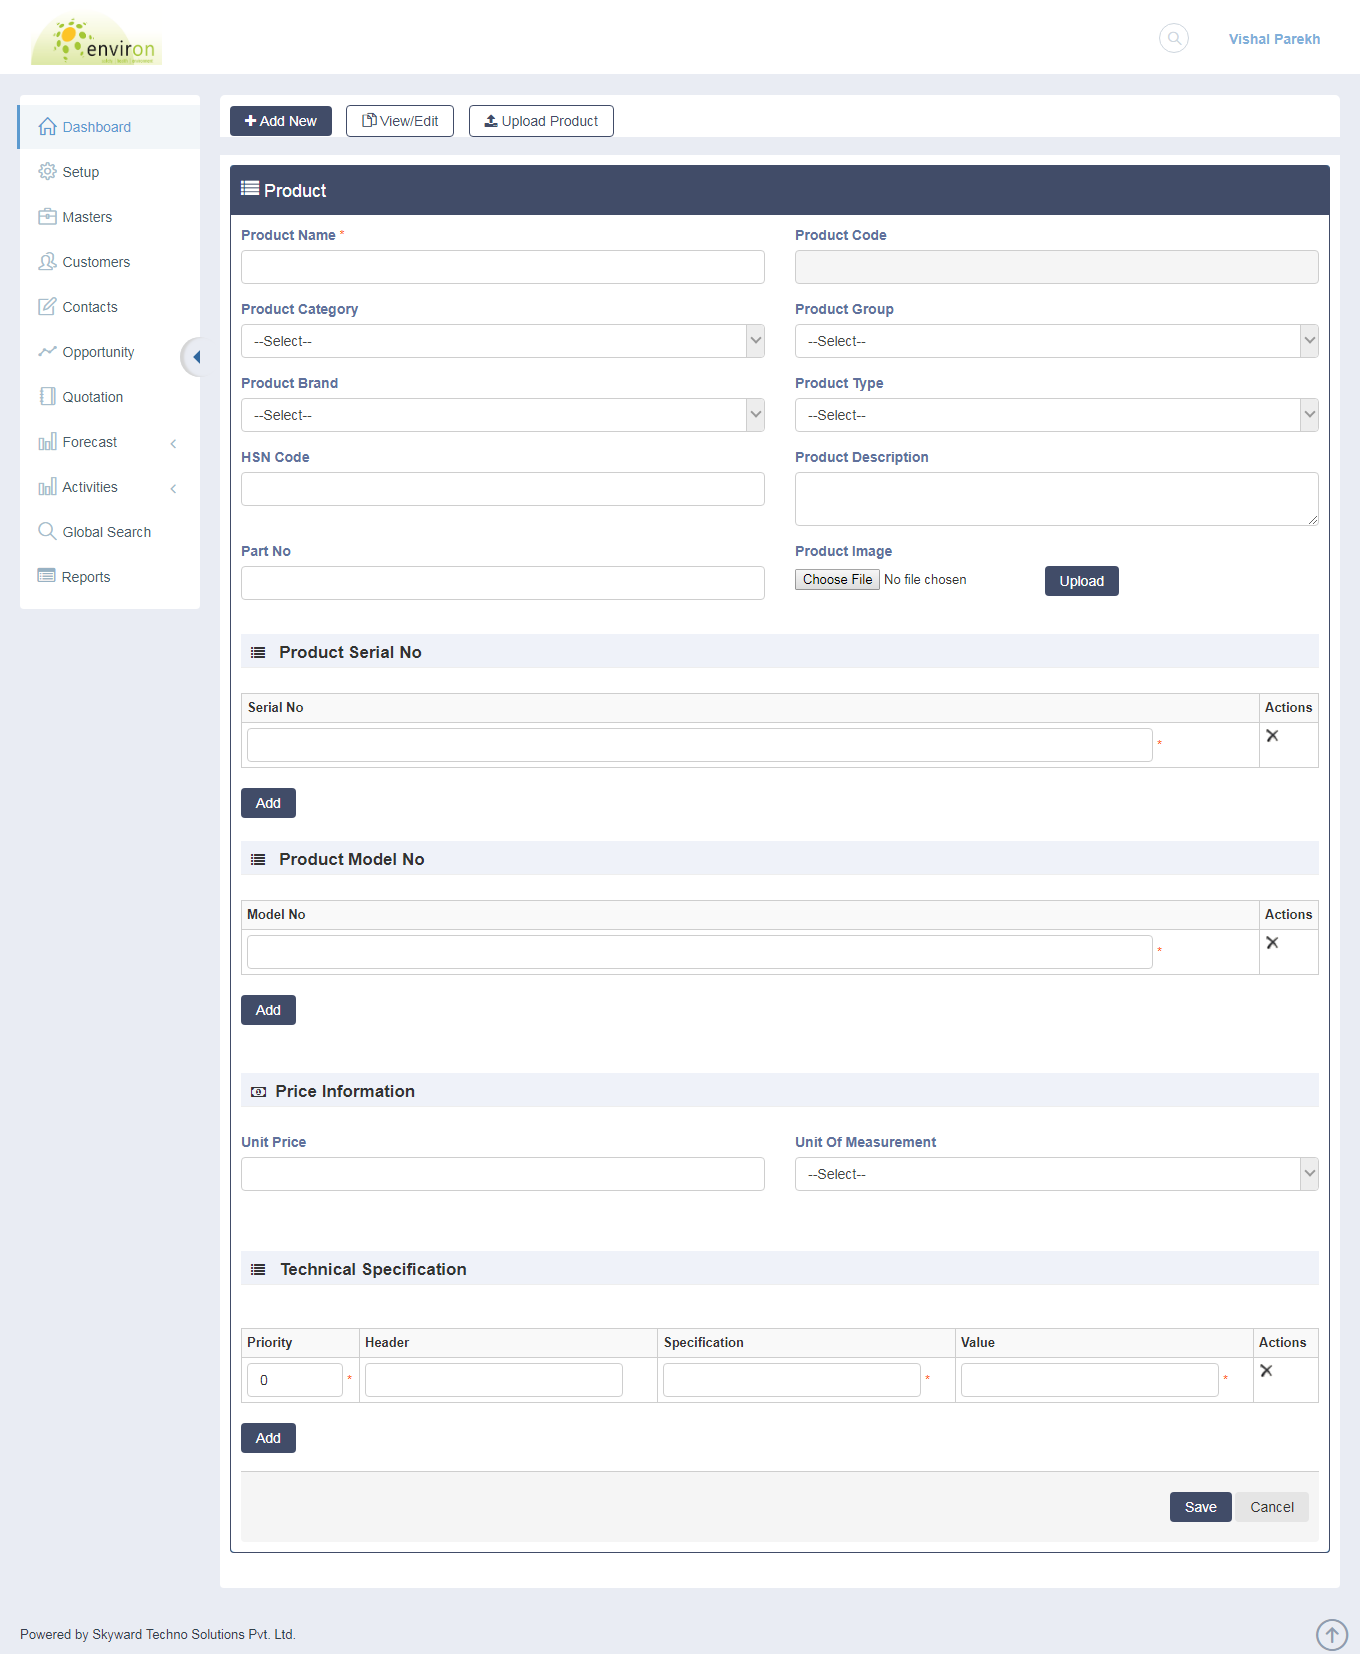 environ
Vishal Parekh
Dashboard
Setup
Masters
Customers
Contacts
Opportunity
Quotation
Forecast
Activities
Global Search
Reports
Add New View/Edit Upload Product
Product
Product Name * Product Code
Product Category Product Group
--Select-- --Select--
Product Brand Product Type
--Select-- --Select--
HSN Code Product Description
Part No Product Image
Choose File No file chosen Upload
Product Serial No
Serial No Actions
*
Add
Product Model No
Model No Actions
*
Add
Price Information
Unit Price Unit Of Measurement
--Select--
Technical Specification
Priority Header Specification Value Actions
0 * * *
Add
Save Cancel
Powered by Skyward Techno Solutions Pvt. Ltd.